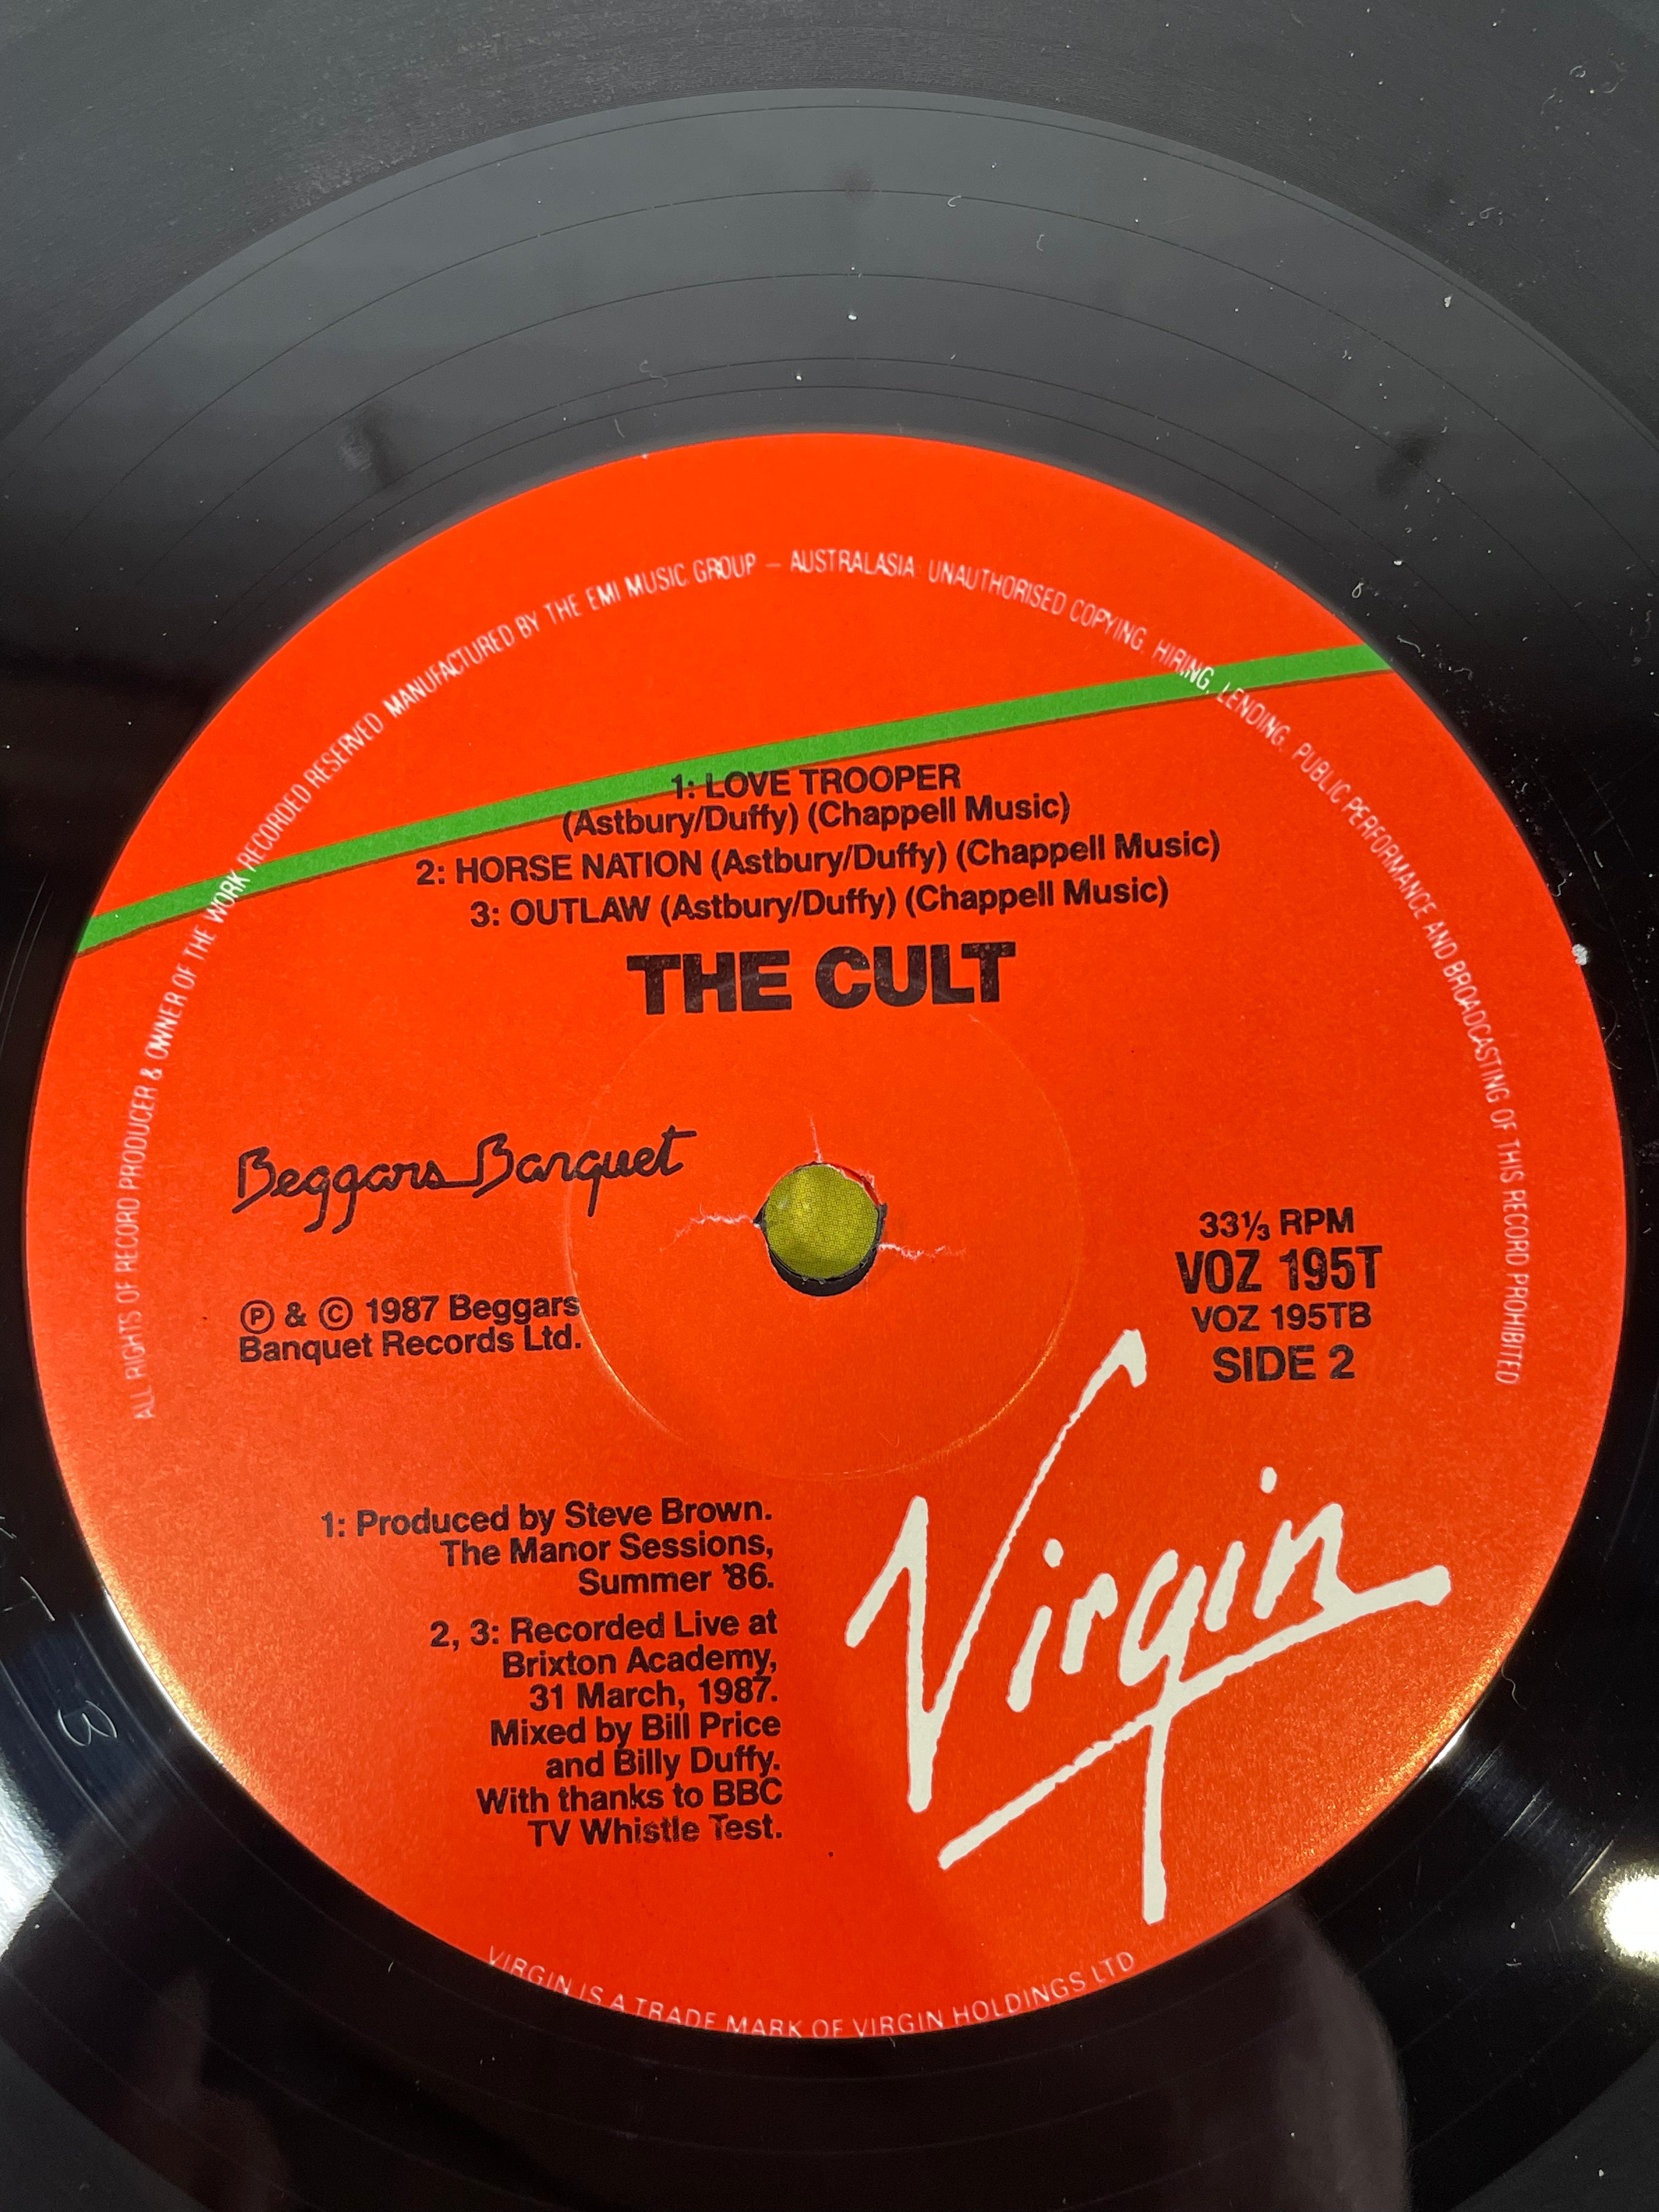 ALL RIGHTS OF RECORD PRODUCER & OWNER OF THE WORK RECORDED RESERVED MANUFACTURED BY THE EMI MUSIC GROUP – AUSTRALASIA UNAUTHORISED COPYING, HIRING, LENDING, PUBLIC PERFORMANCE AND BROADCASTING OF THIS RECORD PROHIBITED
1: LOVE TROOPER
(Astbury/Duffy) (Chappell Music)
2: HORSE NATION (Astbury/Duffy) (Chappell Music)
3: OUTLAW (Astbury/Duffy) (Chappell Music)
THE CULT
Beggars Banquet
℗ & © 1987 Beggars
Banquet Records Ltd.
33⅓ RPM
VOZ 195T
VOZ 195TB
SIDE 2
1: Produced by Steve Brown.
The Manor Sessions,
Summer '86.
2, 3: Recorded Live at
Brixton Academy,
31 March, 1987.
Mixed by Bill Price
and Billy Duffy.
With thanks to BBC
TV Whistle Test.
Virgin
VIRGIN IS A TRADE MARK OF VIRGIN HOLDINGS LTD